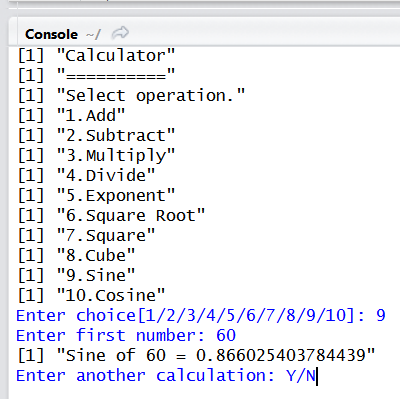 Console ~/
[1] "Calculator"
[1] "=========="
[1] "Select operation."
[1] "1.Add"
[1] "2.Subtract"
[1] "3.Multiply"
[1] "4.Divide"
[1] "5.Exponent"
[1] "6.Square Root"
[1] "7.Square"
[1] "8.Cube"
[1] "9.Sine"
[1] "10.Cosine"
Enter choice[1/2/3/4/5/6/7/8/9/10]: 9
Enter first number: 60
[1] "Sine of 60 = 0.866025403784439"
Enter another calculation: Y/N